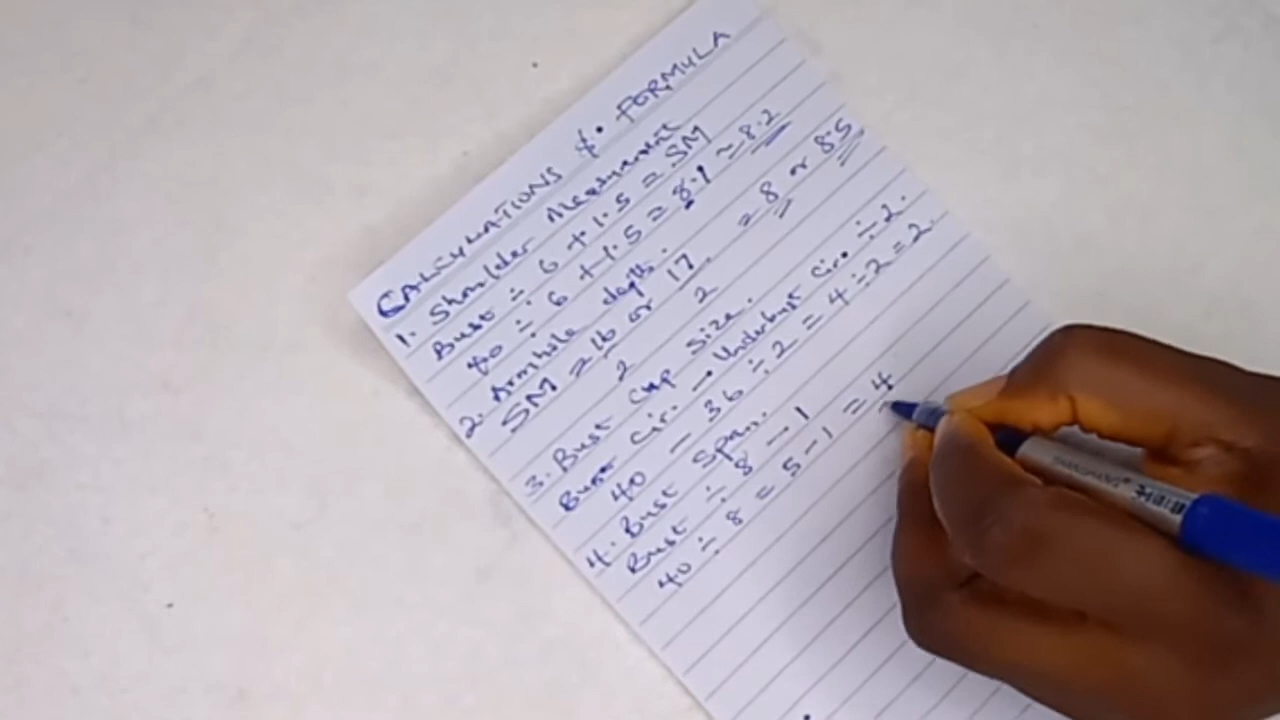 CALCULATIONS &. FORMULA
1. Shoulder Measurement
Bust ÷ 6 + 1.5 = SM
40 ÷ 6 + 1.5 = 8.1 ≈ 8.2
2. Armhole depth.
SM = 16 or 17 = 8 or 8.5
2 2
3. Bust Cup Size.
Bust Cir. - Underbust Cir. ÷ 2.
40 - 36 ÷ 2 = 4 ÷ 2 = 2.
4. Bust Span.
Bust ÷ 8 - 1
40 ÷ 8 = 5 - 1 = 4